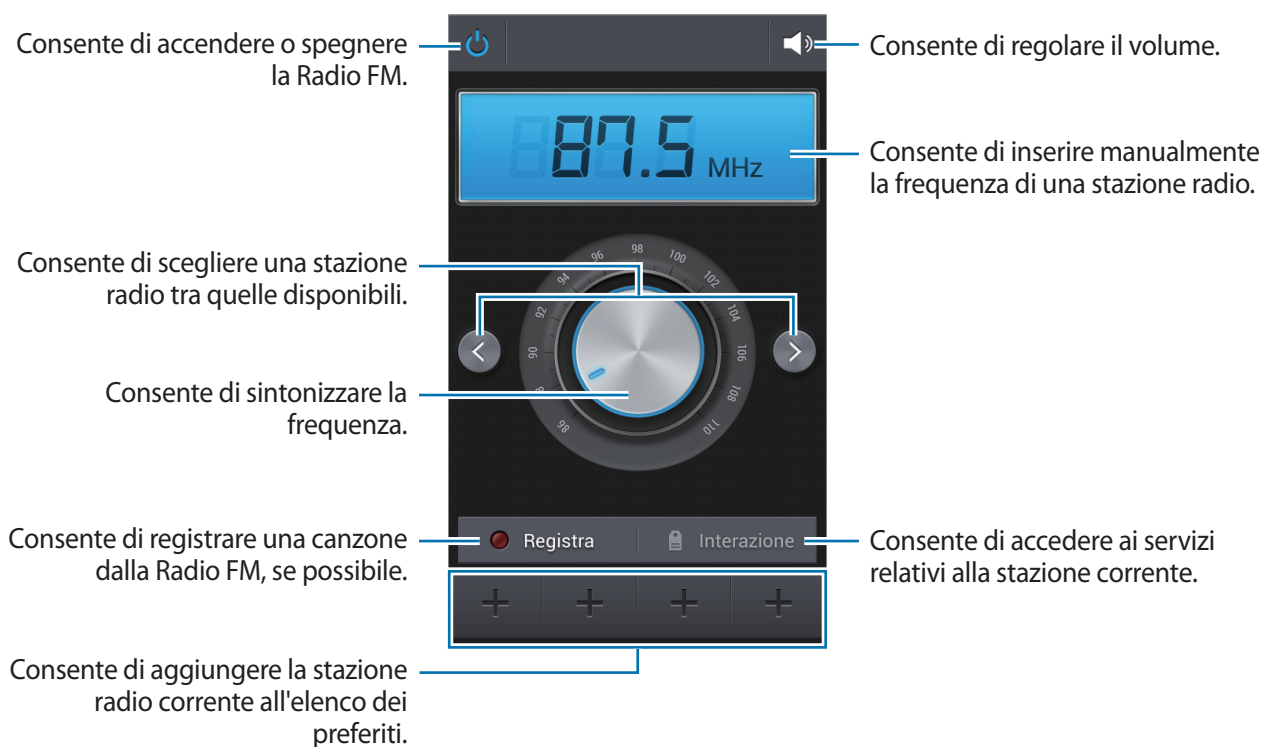 Consente di accendere o spegnere
la Radio FM.
Consente di regolare il volume.
87.5 MHz
Consente di inserire manualmente
la frequenza di una stazione radio.
Consente di scegliere una stazione
radio tra quelle disponibili.
86
8
90
92
94
96
98
100
102
104
106
108
110
Consente di sintonizzare la
frequenza.
Registra
Interazione
Consente di registrare una canzone
dalla Radio FM, se possibile.
Consente di accedere ai servizi
relativi alla stazione corrente.
Consente di aggiungere la stazione
radio corrente all'elenco dei
preferiti.